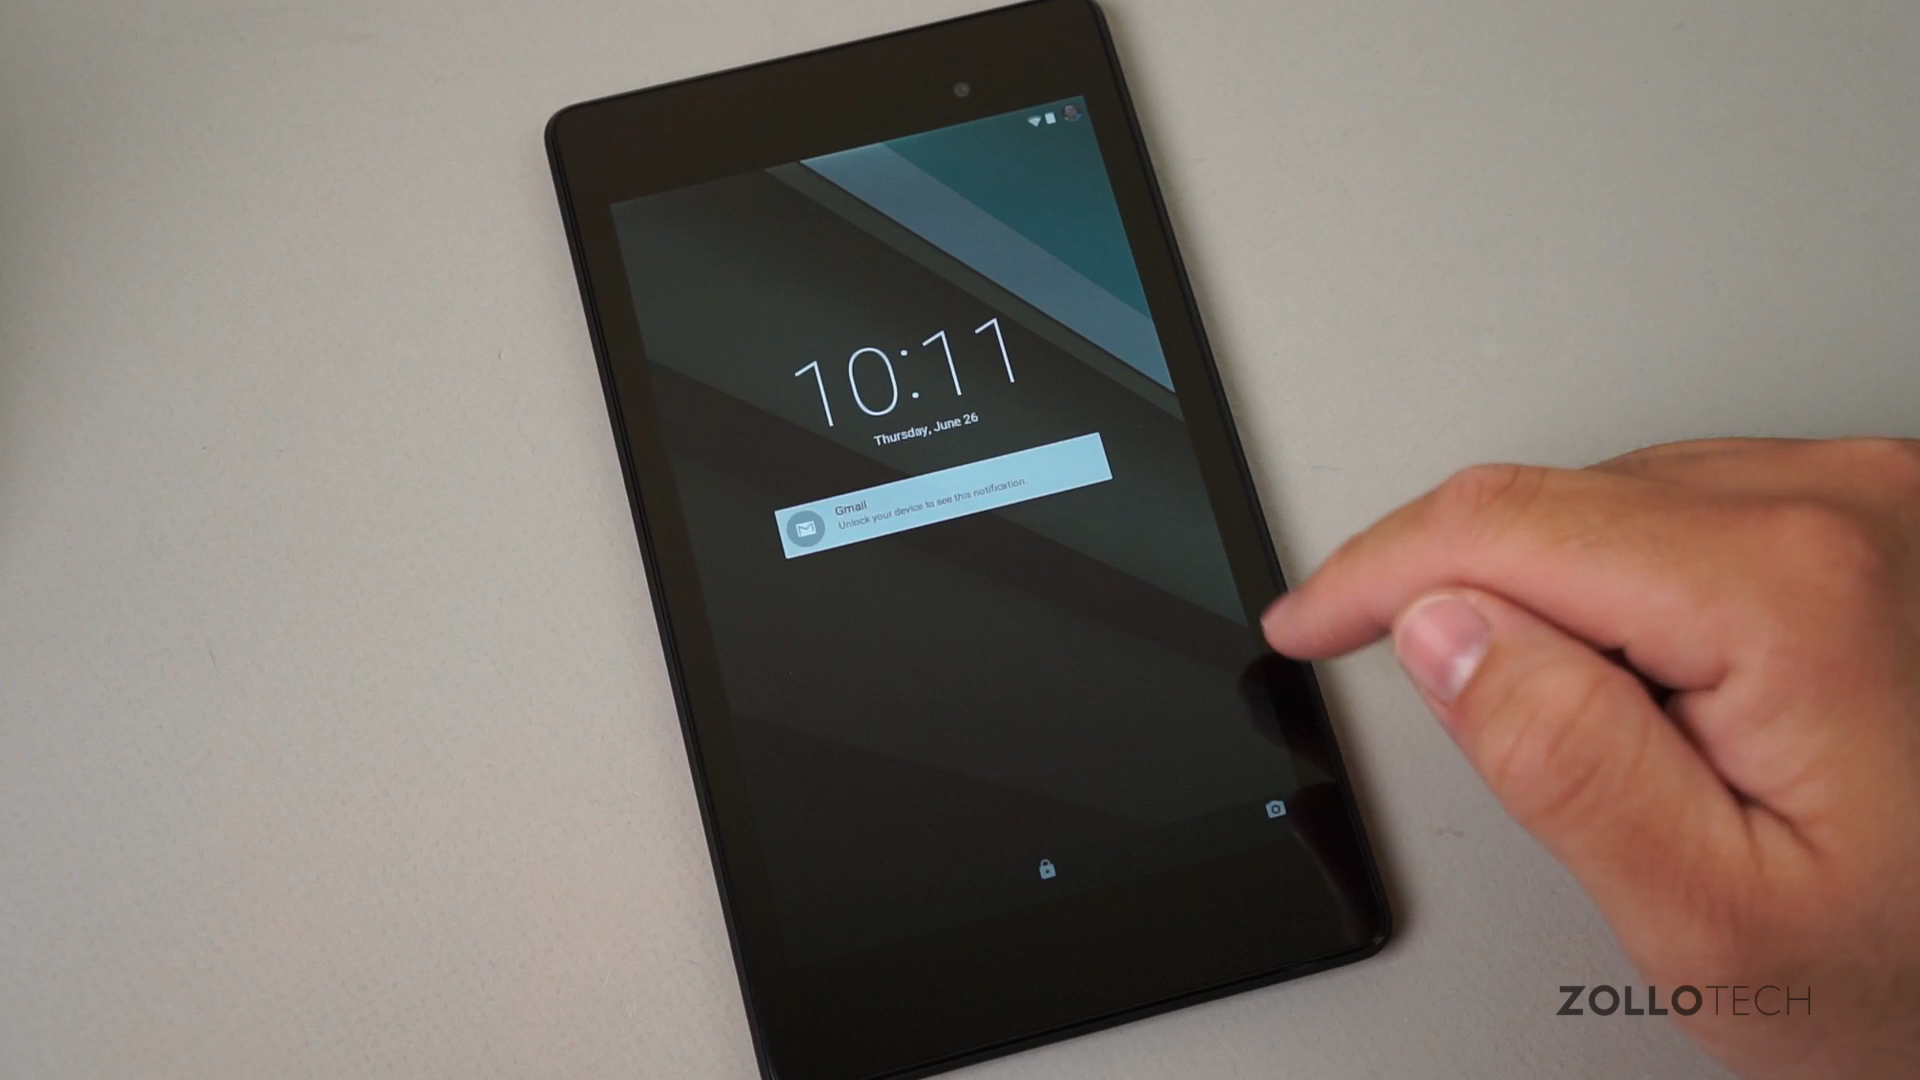 10:11
Thursday, June 26
Gmail
Unlock your device to see this notification.
ZOLLOTECH